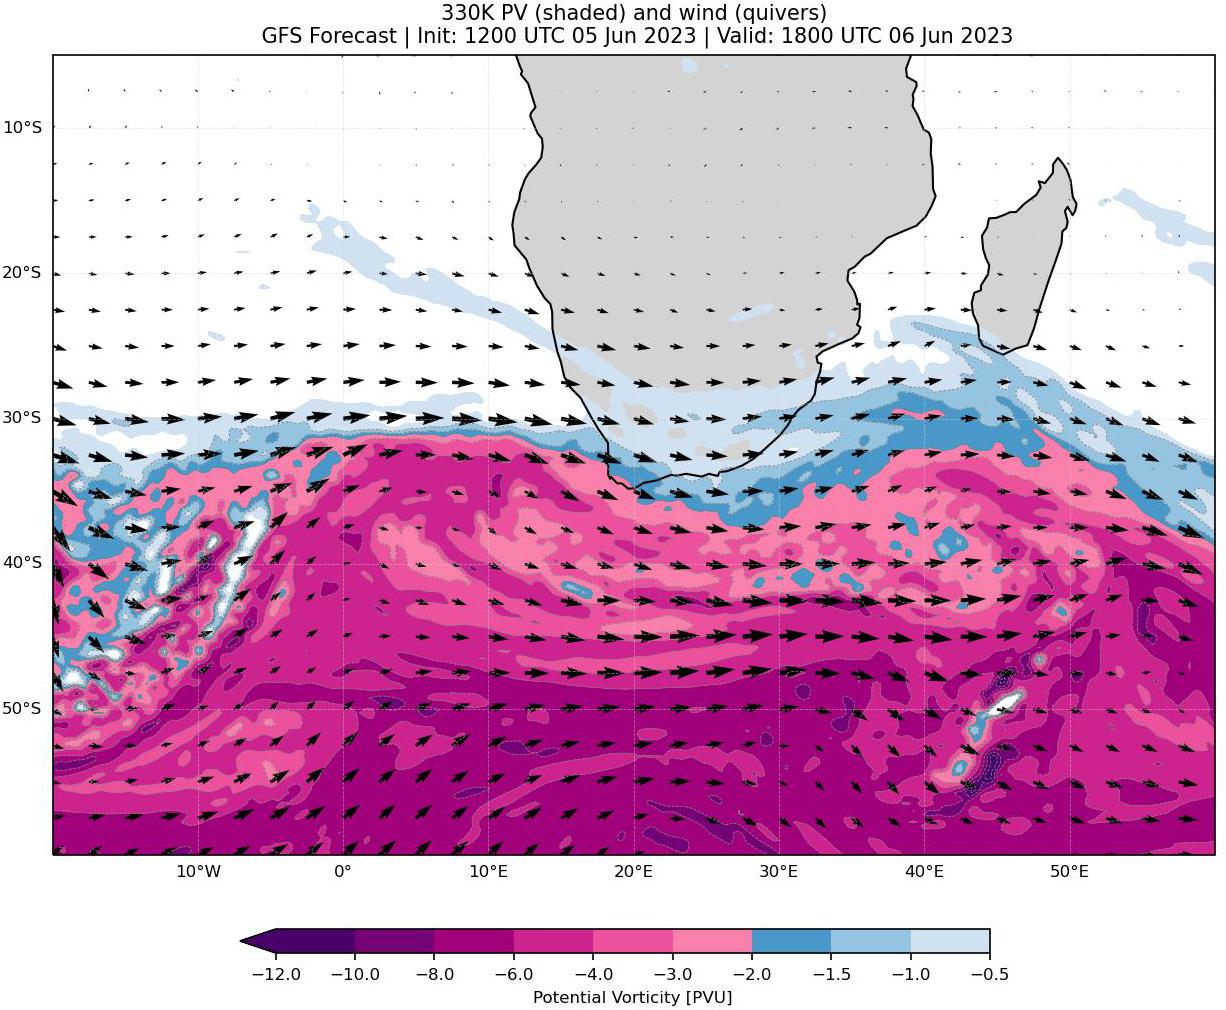 330K PV (shaded) and wind (quivers)
GFS Forecast | Init: 1200 UTC 05 Jun 2023 | Valid: 1800 UTC 06 Jun 2023
10°S
20°S
30°S
40°S
50°S
10°W 0° 10°E 20°E 30°E 40°E 50°E
−12.0 −10.0 −8.0 −6.0 −4.0 −3.0 −2.0 −1.5 −1.0 −0.5
Potential Vorticity [PVU]